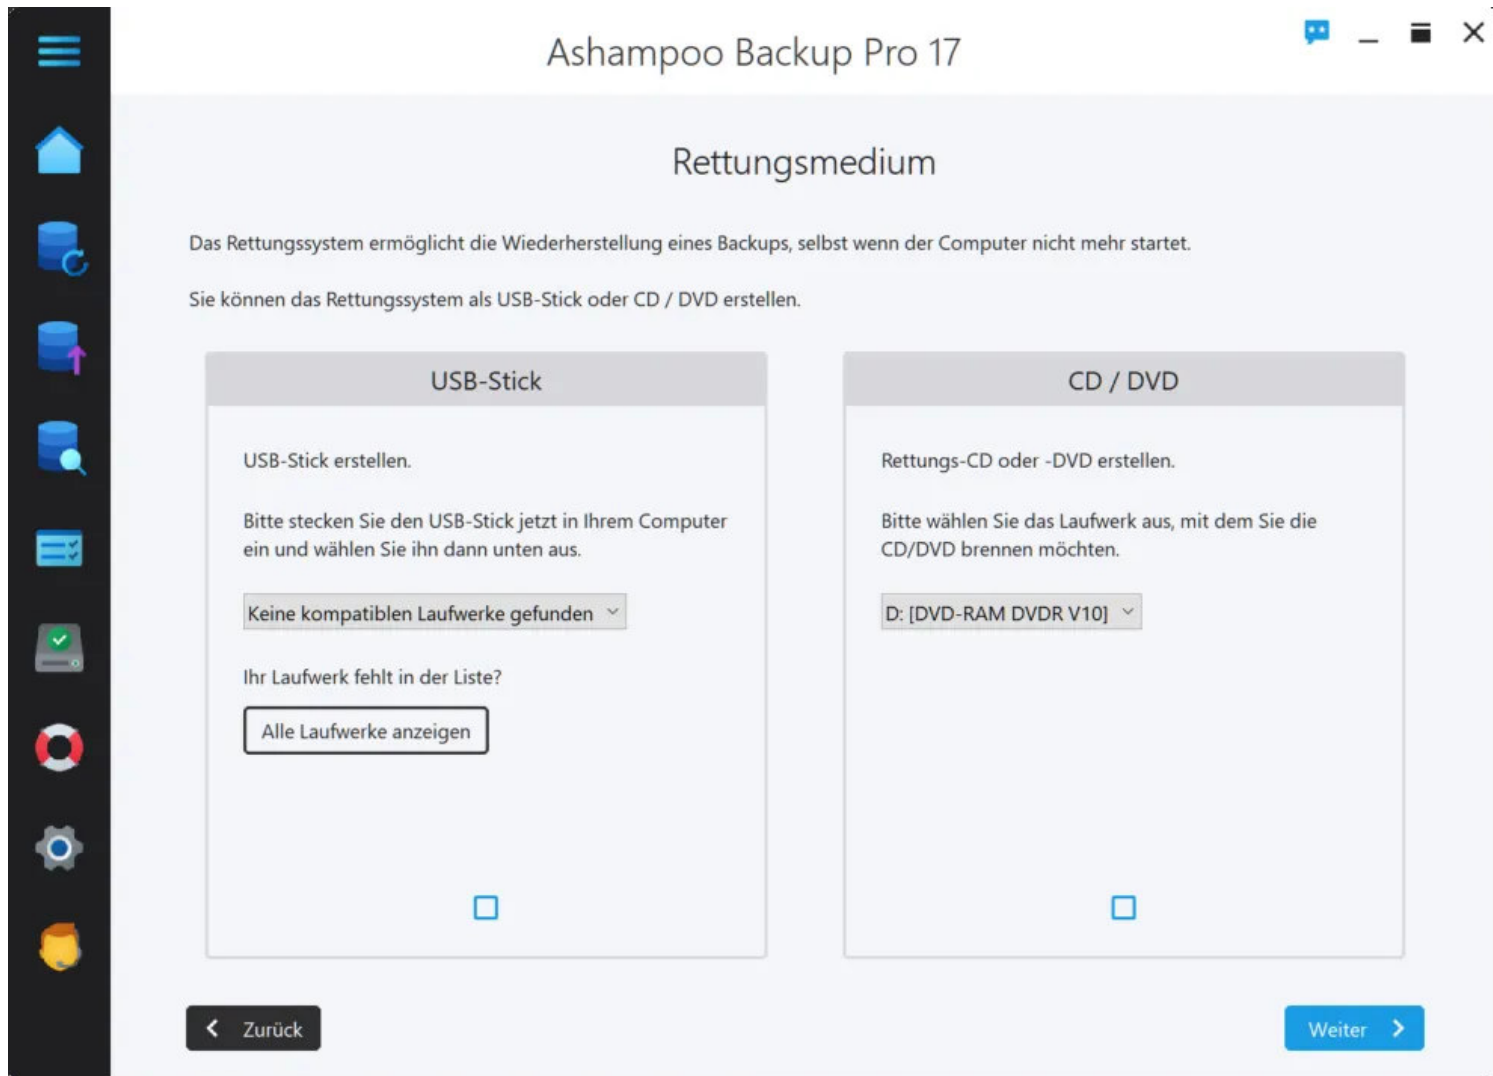 Ashampoo Backup Pro 17
Rettungsmedium
Das Rettungssystem ermöglicht die Wiederherstellung eines Backups, selbst wenn der Computer nicht mehr startet.
Sie können das Rettungssystem als USB-Stick oder CD / DVD erstellen.
USB-Stick
USB-Stick erstellen.
Bitte stecken Sie den USB-Stick jetzt in Ihrem Computer
ein und wählen Sie ihn dann unten aus.
Keine kompatiblen Laufwerke gefunden
Ihr Laufwerk fehlt in der Liste?
Alle Laufwerke anzeigen
CD / DVD
Rettungs-CD oder -DVD erstellen.
Bitte wählen Sie das Laufwerk aus, mit dem Sie die
CD/DVD brennen möchten.
D: [DVD-RAM DVDR V10]
Zurück
Weiter